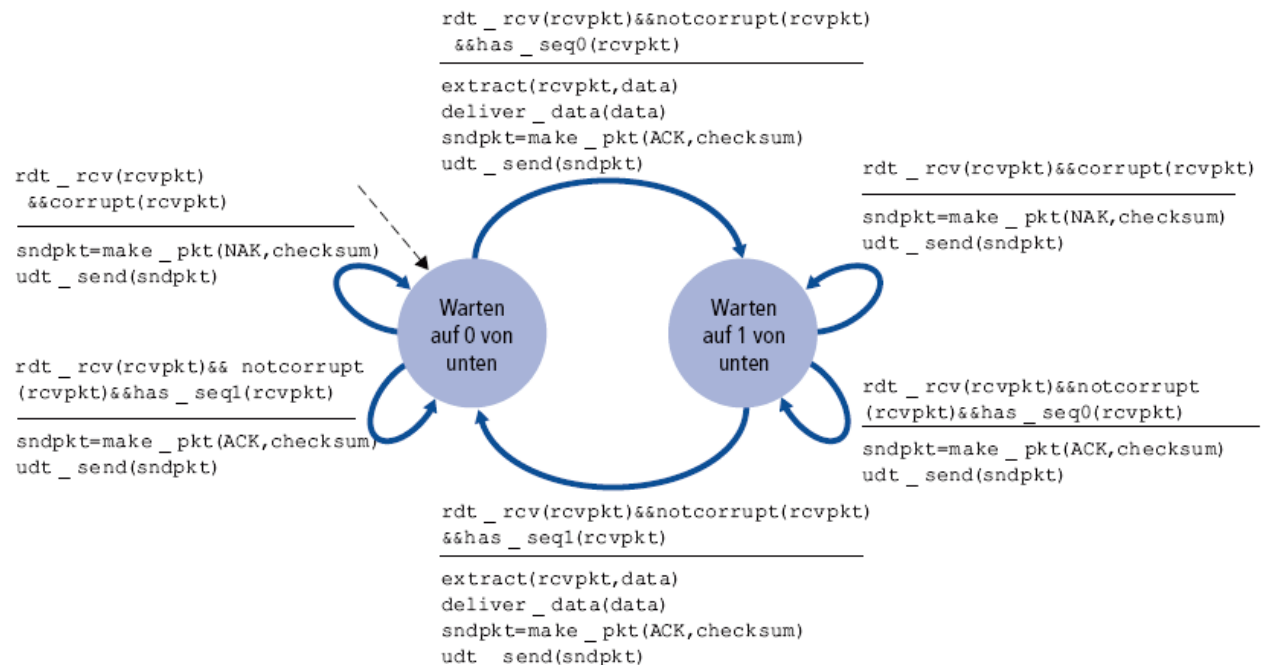 rdt _ rcv(rcvpkt)&&notcorrupt(rcvpkt)
&&has _ seq0(rcvpkt)
extract(rcvpkt,data)
deliver _ data(data)
sndpkt=make _ pkt(ACK,checksum)
udt _ send(sndpkt)
rdt _ rcv(rcvpkt)
&&corrupt(rcvpkt)
sndpkt=make _ pkt(NAK,checksum)
udt _ send(sndpkt)
rdt _ rcv(rcvpkt)&&corrupt(rcvpkt)
sndpkt=make _ pkt(NAK,checksum)
udt _ send(sndpkt)
Warten
auf 0 von
unten
Warten
auf 1 von
unten
rdt _ rcv(rcvpkt)&& notcorrupt
(rcvpkt)&&has _ seq1(rcvpkt)
sndpkt=make _ pkt(ACK,checksum)
udt _ send(sndpkt)
rdt _ rcv(rcvpkt)&&notcorrupt
(rcvpkt)&&has _ seq0(rcvpkt)
sndpkt=make _ pkt(ACK,checksum)
udt _ send(sndpkt)
rdt _ rcv(rcvpkt)&&notcorrupt(rcvpkt)
&&has _ seq1(rcvpkt)
extract(rcvpkt,data)
deliver _ data(data)
sndpkt=make _ pkt(ACK,checksum)
udt send(sndpkt)